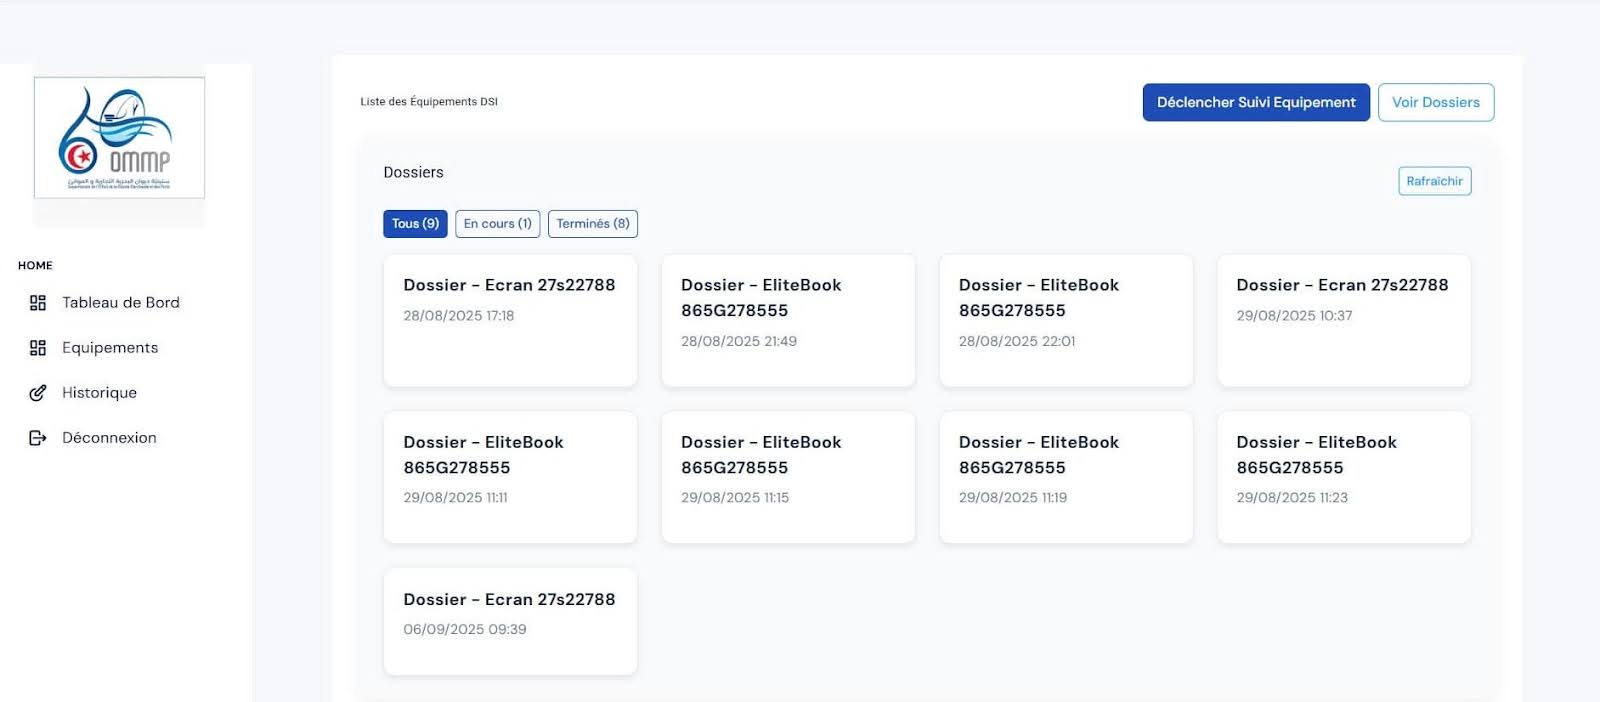 OMMP
Liste des Équipements DSI
Déclencher Suivi Equipement
Voir Dossiers
HOME
Tableau de Bord
Equipements
Historique
Déconnexion
Dossiers
Rafraîchir
Tous (9)
En cours (1)
Terminés (8)
Dossier - Ecran 27s22788
28/08/2025 17:18
Dossier - EliteBook
865G278555
28/08/2025 21:49
Dossier - EliteBook
865G278555
28/08/2025 22:01
Dossier - Ecran 27s22788
29/08/2025 10:37
Dossier - EliteBook
865G278555
29/08/2025 11:11
Dossier - EliteBook
865G278555
29/08/2025 11:15
Dossier - EliteBook
865G278555
29/08/2025 11:19
Dossier - EliteBook
865G278555
29/08/2025 11:23
Dossier - Ecran 27s22788
06/09/2025 09:39